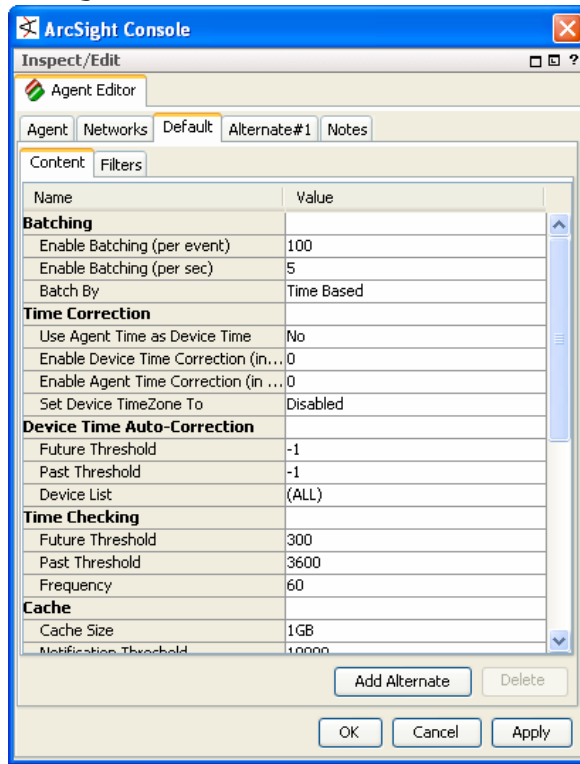 ArcSight Console
Inspect/Edit ?
Agent Editor
Agent Networks Default Alternate#1 Notes
Content Filters
Name Value
Batching
Enable Batching (per event) 100
Enable Batching (per sec) 5
Batch By Time Based
Time Correction
Use Agent Time as Device Time No
Enable Device Time Correction (in... 0
Enable Agent Time Correction (in ... 0
Set Device TimeZone To Disabled
Device Time Auto-Correction
Future Threshold -1
Past Threshold -1
Device List (ALL)
Time Checking
Future Threshold 300
Past Threshold 3600
Frequency 60
Cache
Cache Size 1GB
Notification Threshold 10000
Add Alternate Delete
OK Cancel Apply